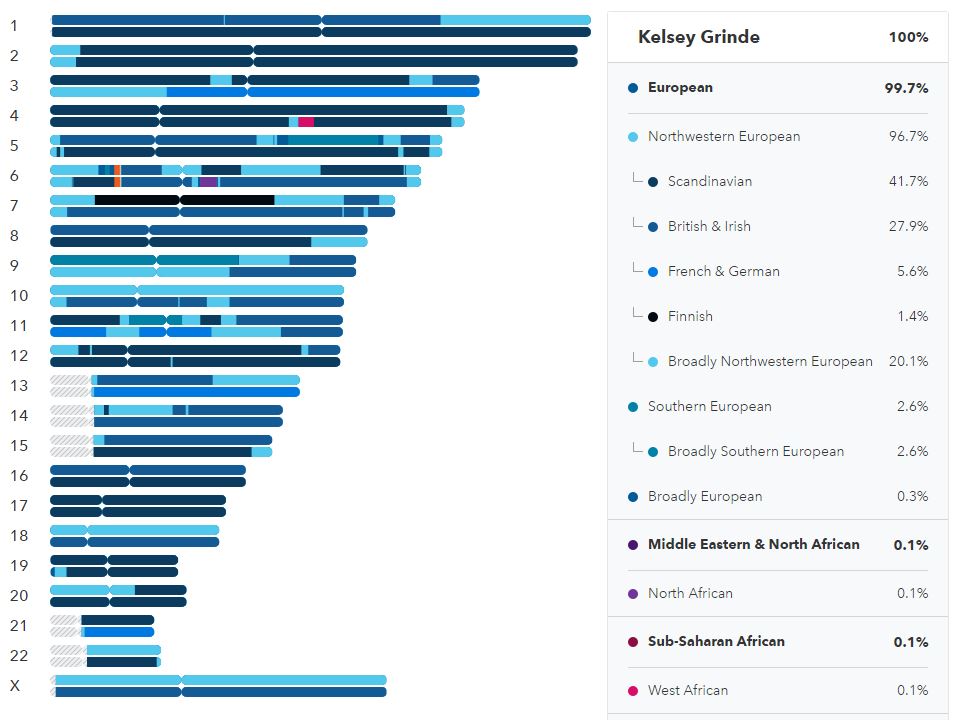 1
2
3
4
5
6
7
8
9
10
11
12
13
14
15
16
17
18
19
20
21
22
X
Kelsey Grinde 100%
European 99.7%
Northwestern European 96.7%
Scandinavian 41.7%
British & Irish 27.9%
French & German 5.6%
Finnish 1.4%
Broadly Northwestern European 20.1%
Southern European 2.6%
Broadly Southern European 2.6%
Broadly European 0.3%
Middle Eastern & North African 0.1%
North African 0.1%
Sub-Saharan African 0.1%
West African 0.1%